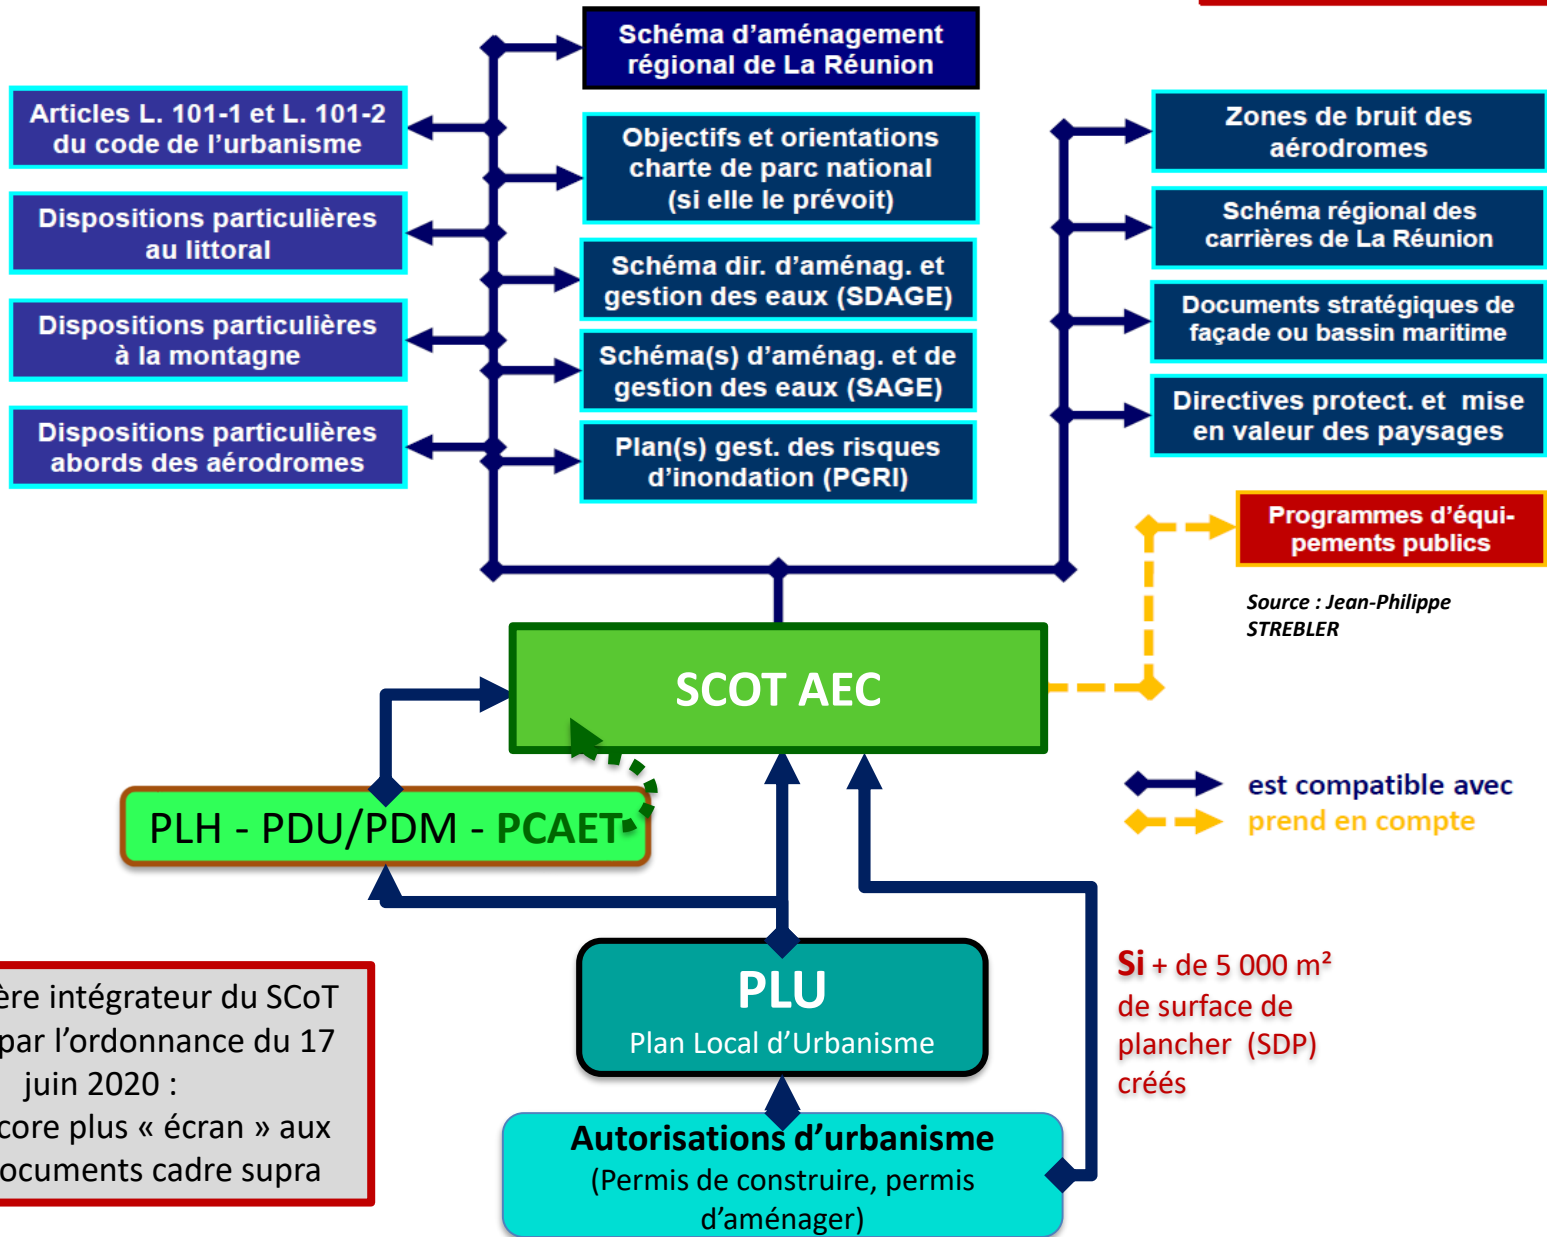 Schéma d'aménagement
régional de La Réunion
Articles L. 101-1 et L. 101-2
du code de l'urbanisme
Dispositions particulières
au littoral
Dispositions particulières
à la montagne
Dispositions particulières
abords des aérodromes
Objectifs et orientations
charte de parc national
(si elle le prévoit)
Schéma dir. d'aménag. et
gestion des eaux (SDAGE)
Schéma(s) d'aménag. et de
gestion des eaux (SAGE)
Plan(s) gest. des risques
d'inondation (PGRI)
Zones de bruit des
aérodromes
Schéma régional des
carrières de La Réunion
Documents stratégiques de
façade ou bassin maritime
Directives protect. et mise
en valeur des paysages
Programmes d'équi-
pements publics
Source : Jean-Philippe
STREBLER
SCOT AEC
est compatible avec
prend en compte
PLH - PDU/PDM - PCAET
PLU
Plan Local d'Urbanisme
Si + de 5 000 m²
de surface de
plancher (SDP)
créés
ère intégrateur du SCoT
par l'ordonnance du 17
juin 2020 :
core plus « écran » aux
ocuments cadre supra
Autorisations d'urbanisme
(Permis de construire, permis
d'aménager)